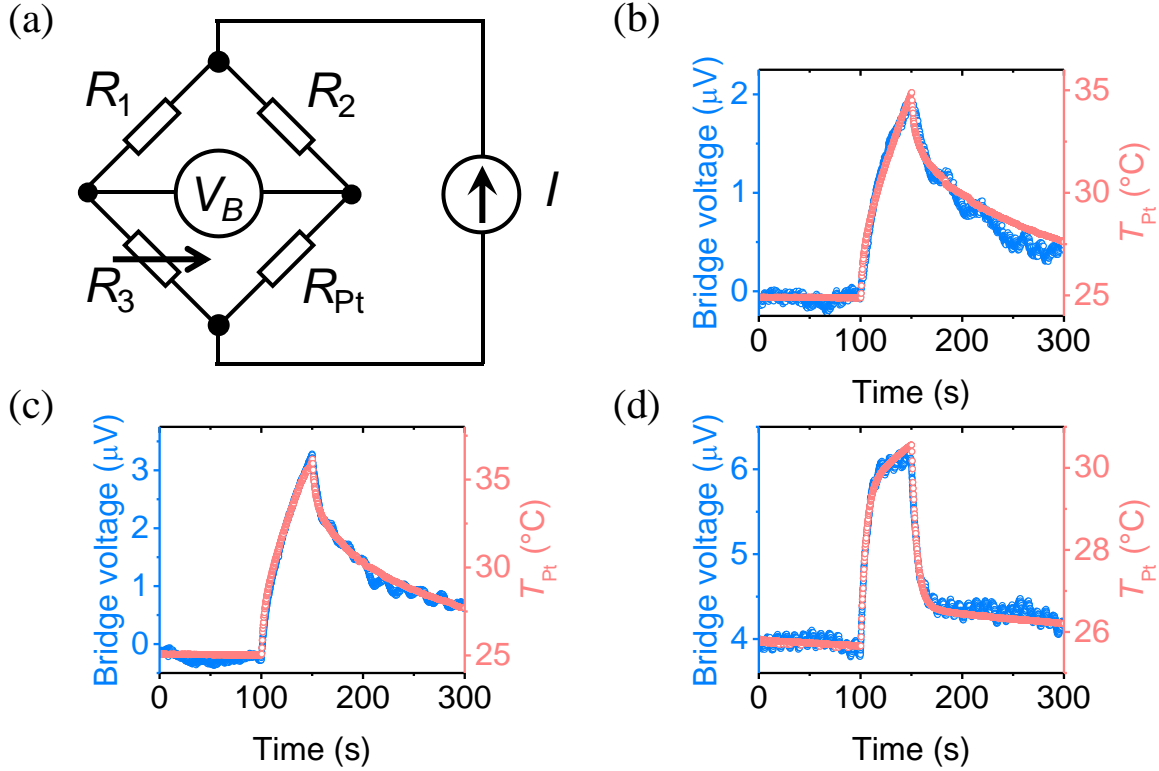 (a)
R1
R2
VB
I
R3
RPt
(b)
Bridge voltage (μV)
2
1
0
35
30
25
TPt (°C)
0 100 200 300
Time (s)
(c)
Bridge voltage (μV)
3
2
1
0
35
30
25
TPt (°C)
0 100 200 300
Time (s)
(d)
Bridge voltage (μV)
6
5
4
30
28
26
TPt (°C)
0 100 200 300
Time (s)